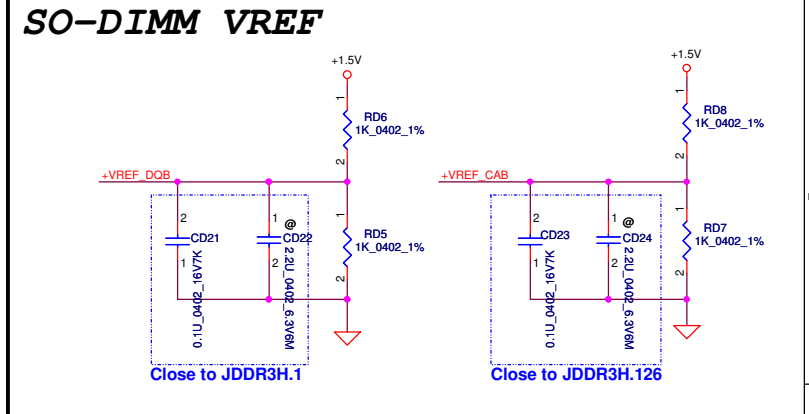 SO-DIMM VREF
+1.5V
1
RD6
1K_0402_1%
2
+VREF_DQB
2
CD21
1
0.1U_0402_16V7K
1
@
CD22
2
2.2U_0402_6.3V6M
1
RD5
1K_0402_1%
2
Close to JDDR3H.1
+1.5V
1
RD8
1K_0402_1%
2
+VREF_CAB
2
CD23
1
0.1U_0402_16V7K
1
@
CD24
2
2.2U_0402_6.3V6M
1
RD7
1K_0402_1%
2
Close to JDDR3H.126